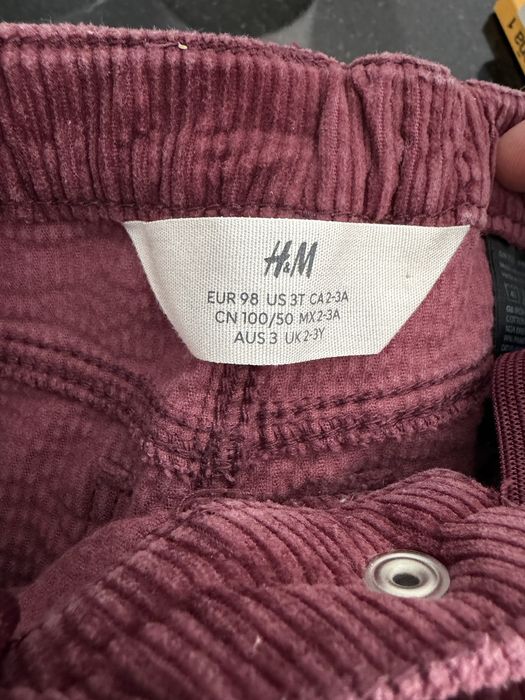 H&M
EUR 98 US 3T CA 2-3A
CN 100/50 MX 2-3A
AUS 3 UK 2-3Y